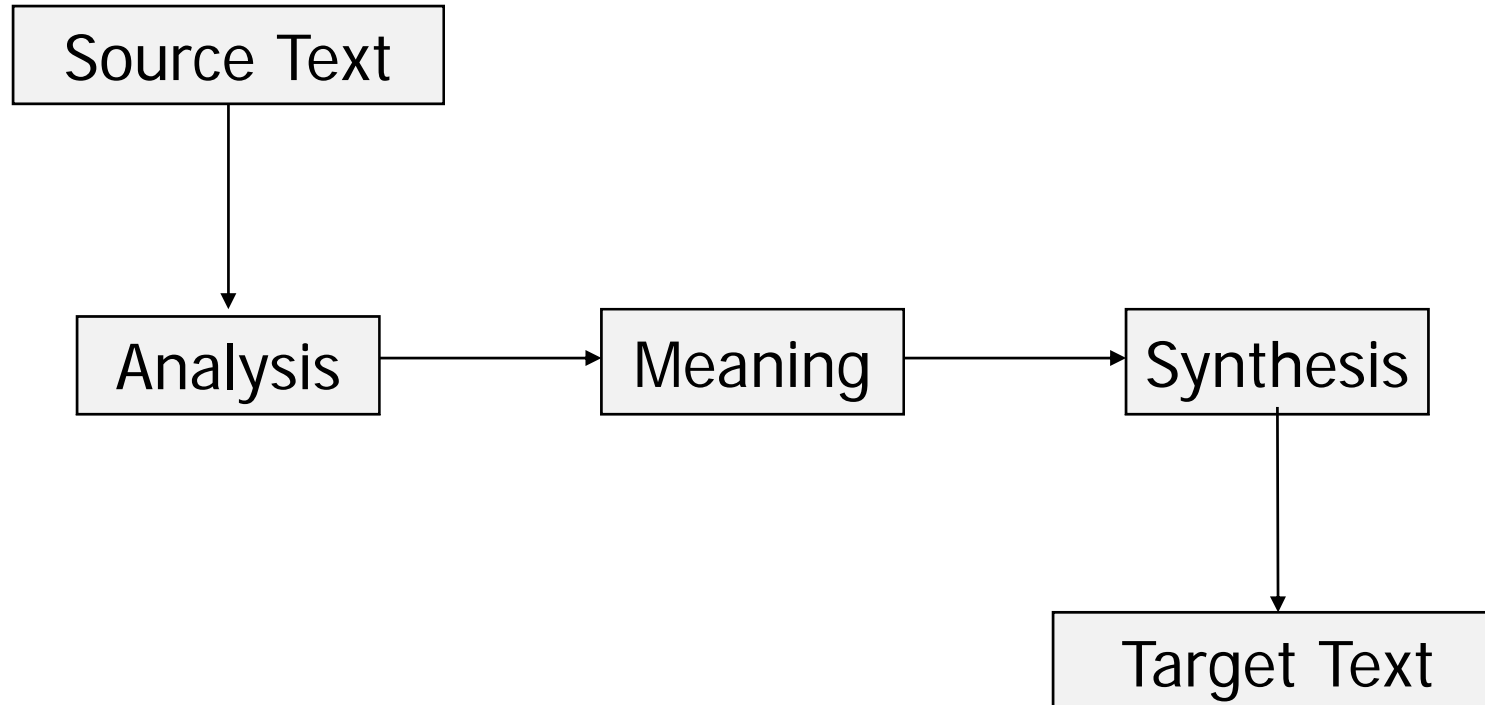 Source Text
Analysis
Meaning
Synthesis
Target Text